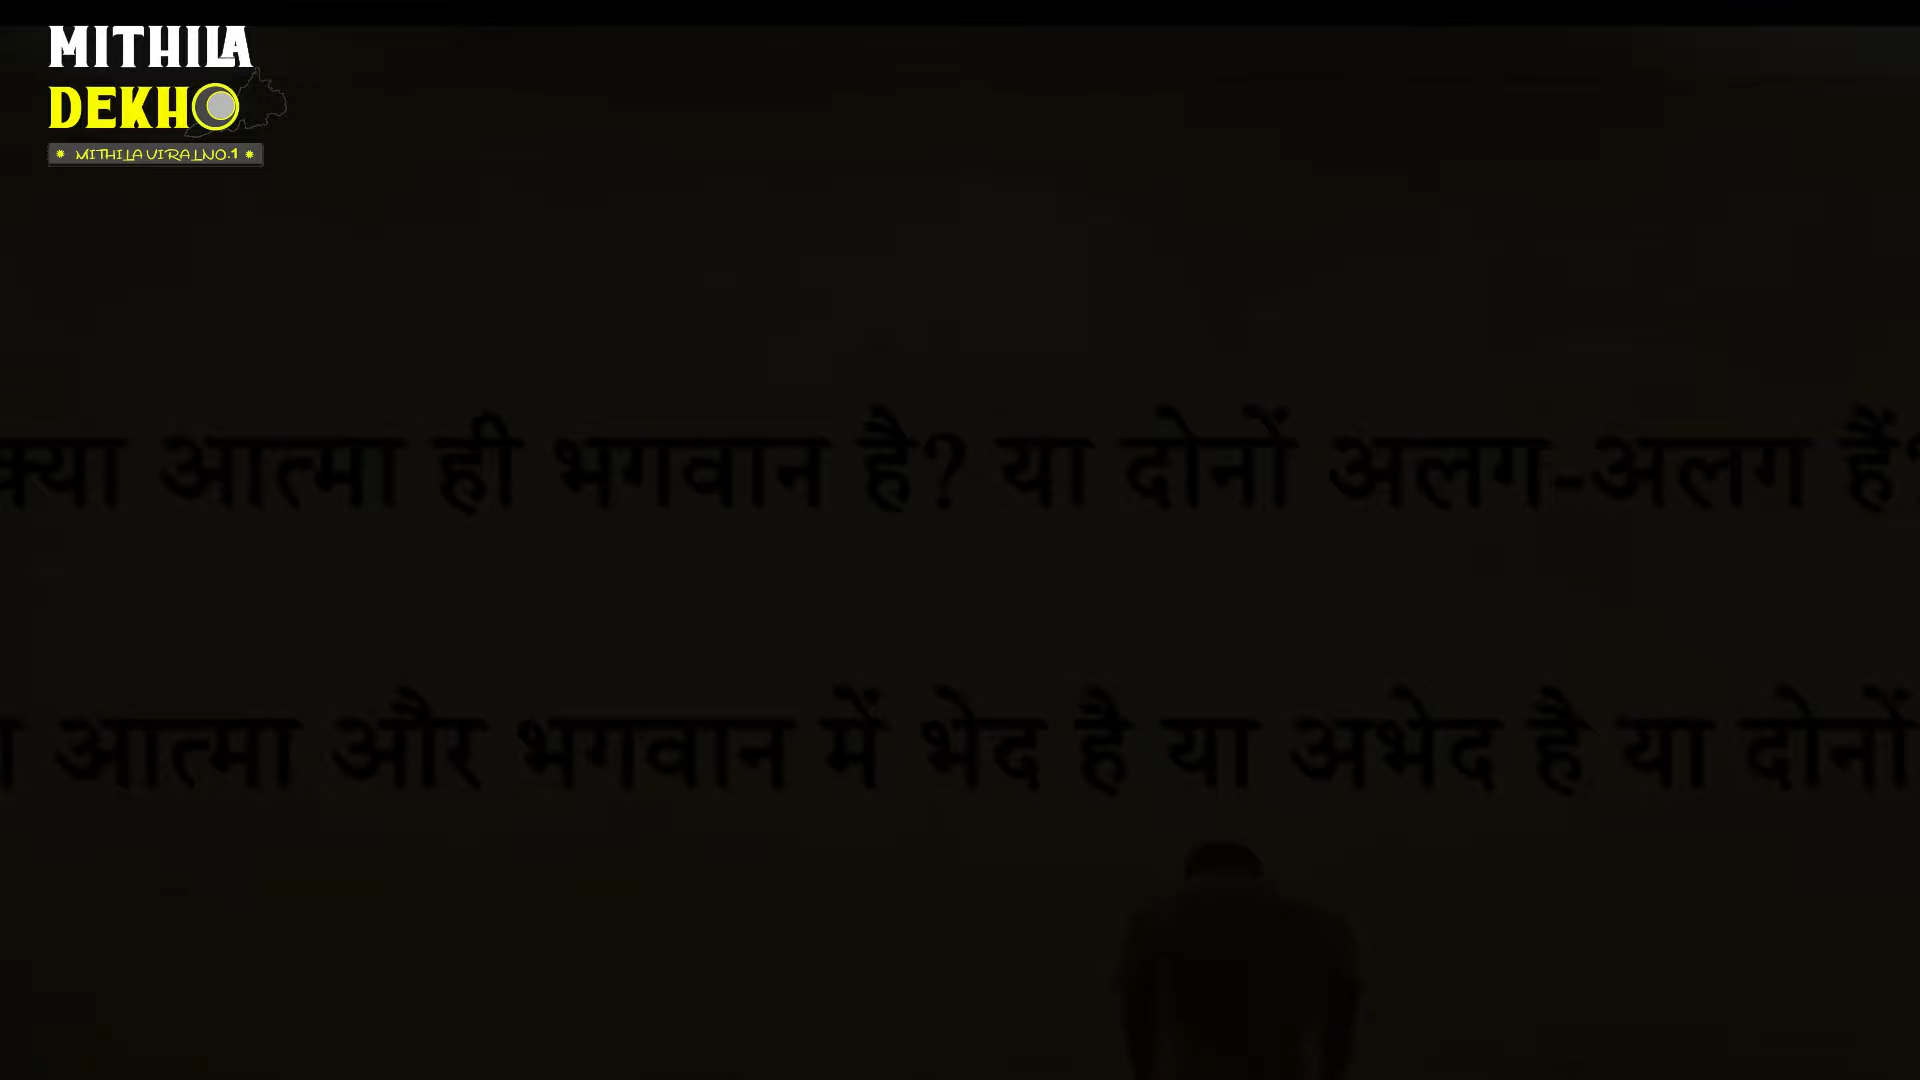 MITHILA
DEKHO
* MITHILA VIRAL NO.1 *
क्या आत्मा ही भगवान है? या दोनों अलग-अलग हैं?
आत्मा और भगवान में भेद है या अभेद है या दोनों